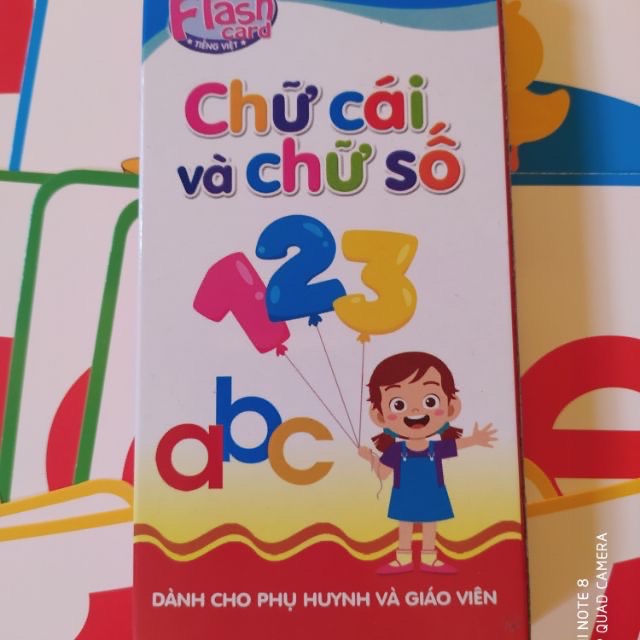 Flash
card
TIẾNG VIỆT
Chữ cái
và chữ số
123
abc
DÀNH CHO PHỤ HUYNH VÀ GIÁO VIÊN
e
I NOTE 8
QUAD CAMERA